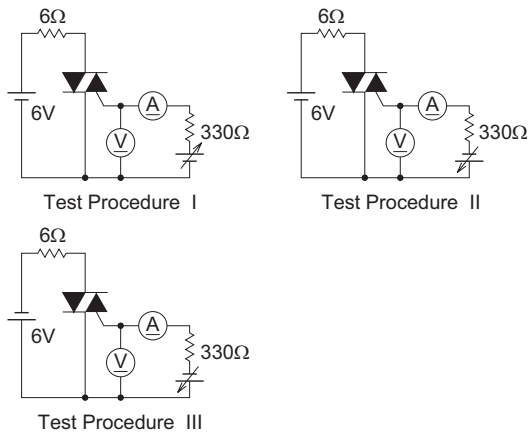 6Ω
6V
A
V
330Ω
Test Procedure I
6Ω
6V
A
V
330Ω
Test Procedure II
6Ω
6V
A
V
330Ω
Test Procedure III